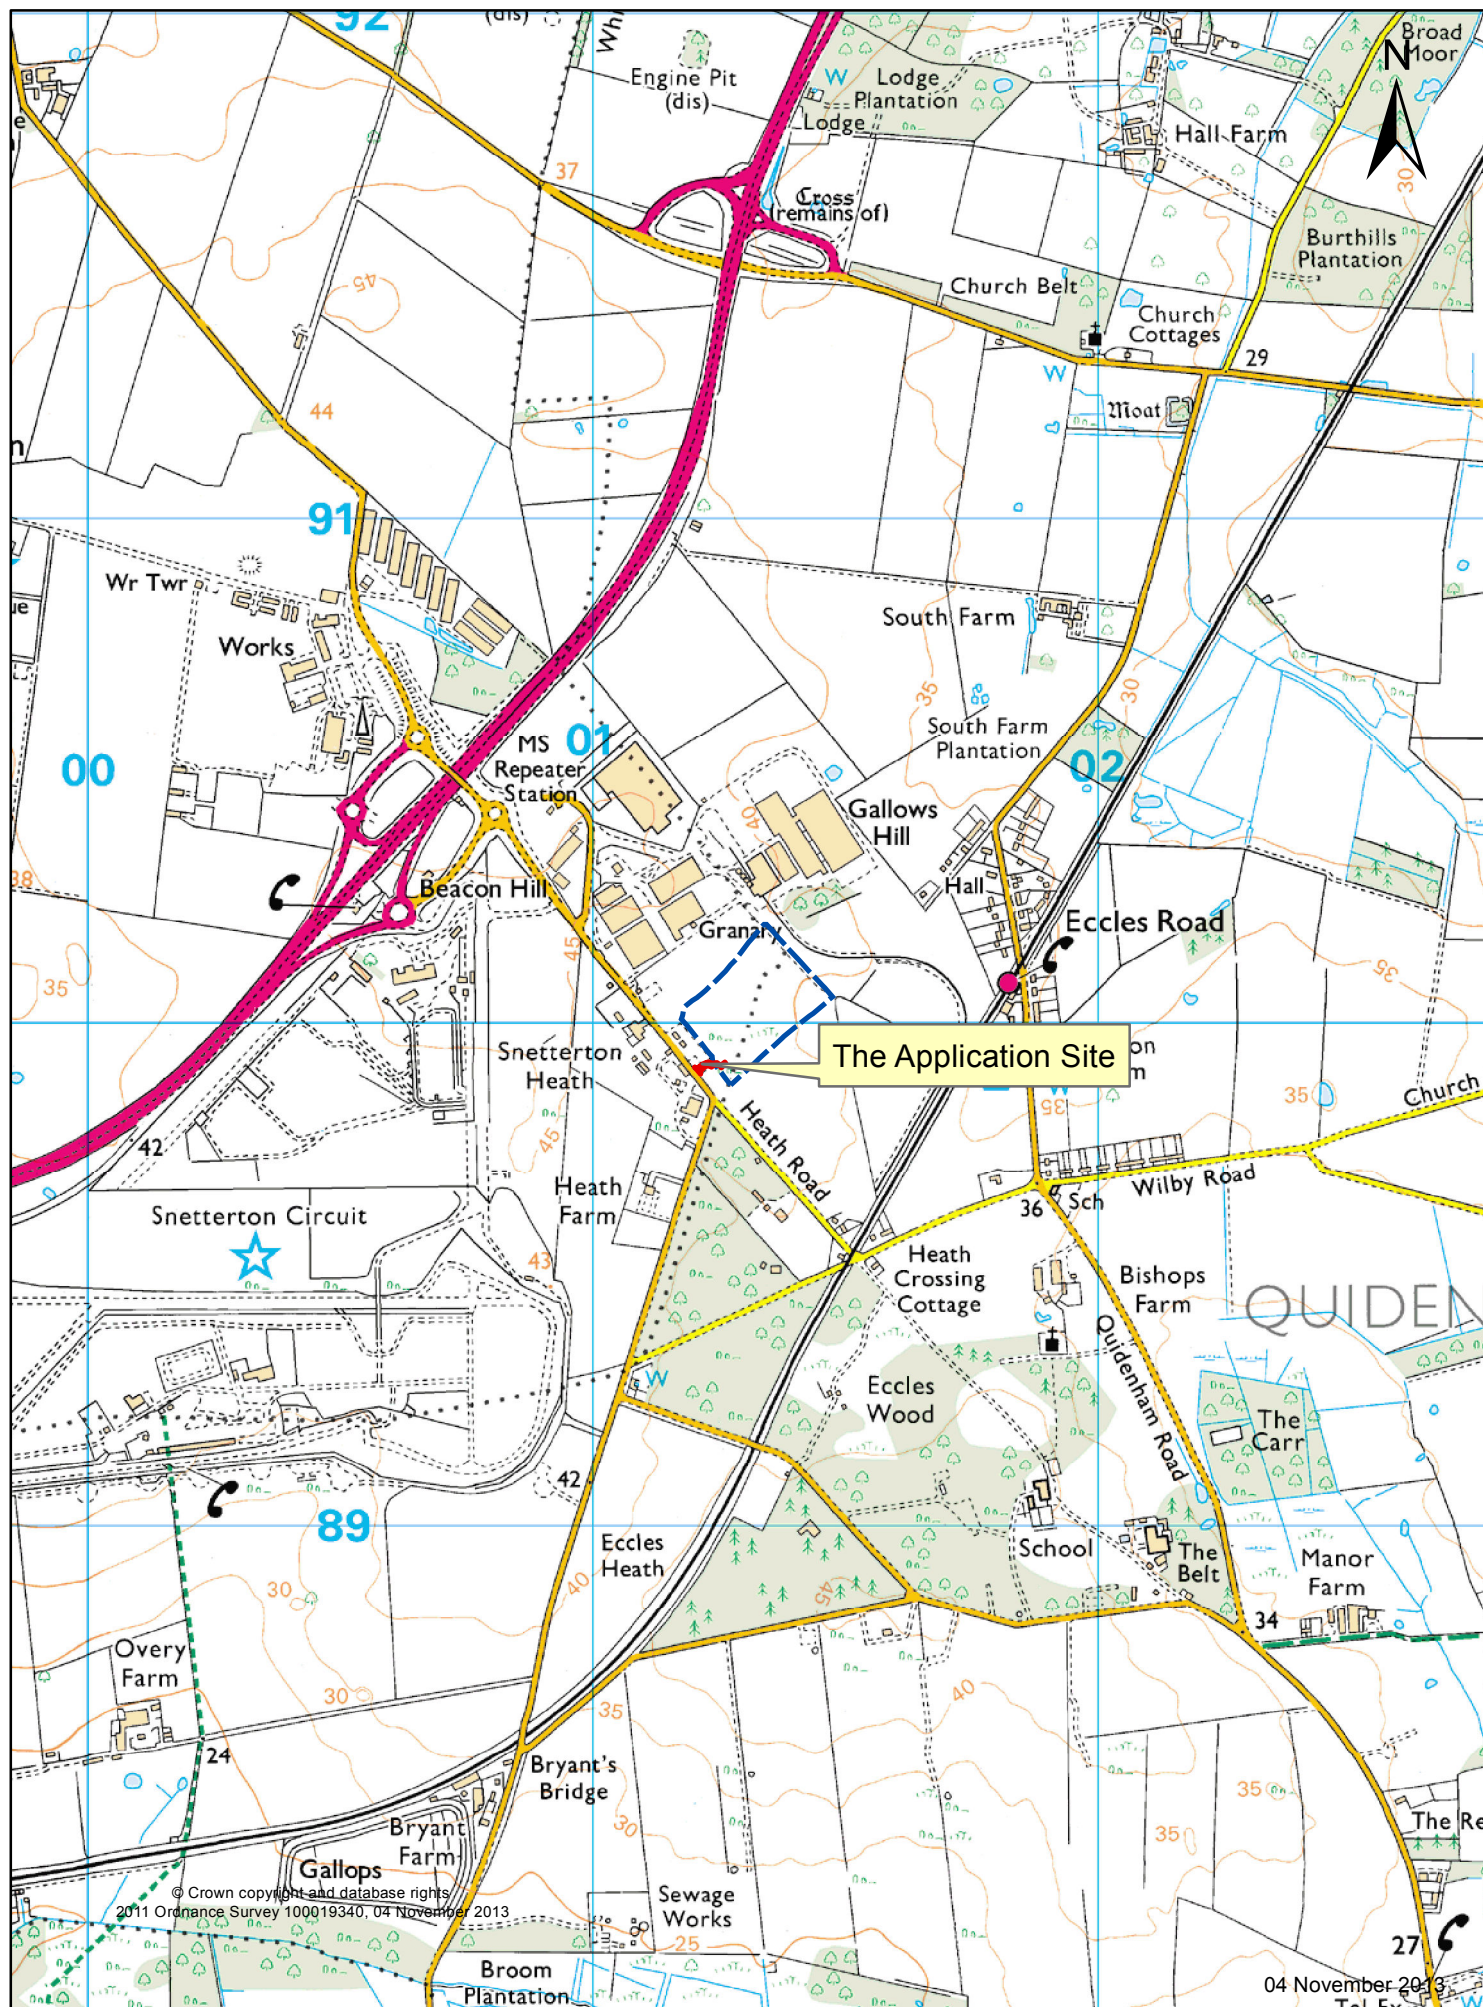 92
(dis)
Engine Pit
(dis)
W
Lodge
Plantation
Lodge
Broad
Moor
N
Hall Farm
37
Cross
(remains of)
30
Burthills
Plantation
45
Church Belt
Church
Cottages
W
29
Moat
44
91
Wr Twr
Works
South Farm
35
30
South Farm
Plantation
MS
Repeater
Station
01
00
02
40
Gallows
Hill
38
Beacon Hill
Hall
Eccles Road
Granary
45
35
35
Snetterton
Heath
The Application Site
W
35
35
Church
45
42
Heath Road
Heath
Farm
Wilby Road
36
Sch
Snetterton Circuit
43
Heath
Crossing
Cottage
Bishops
Farm
QUIDEN
Quidenham Road
W
Eccles
Wood
The
Carr
42
89
Eccles
Heath
School
The
Belt
Manor
Farm
40
30
45
34
Overy
Farm
30
35
40
24
Bryant's
Bridge
35
30
35
The Re
Bryant
Farm
Gallops
© Crown copyright and database rights
2011 Ordnance Survey 100019340, 04 November 2013
Sewage
Works
25
27
Broom
Plantation
04 November 2013
W